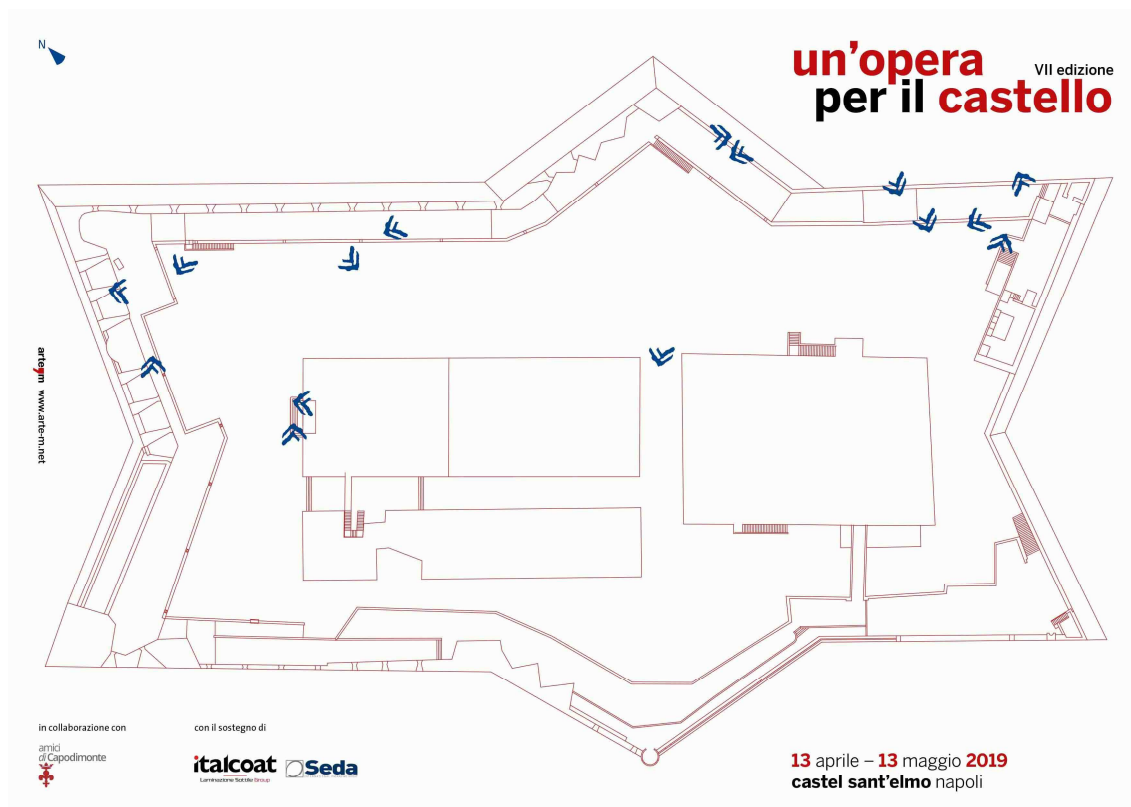 N
un'opera
VII edizione
per il castello
arte'm www.arte-m.net
in collaborazione con
con il sostegno di
amici
di Capodimonte
italcoat
Laminazione Sottile Group
Seda
13 aprile – 13 maggio 2019
castel sant'elmo napoli